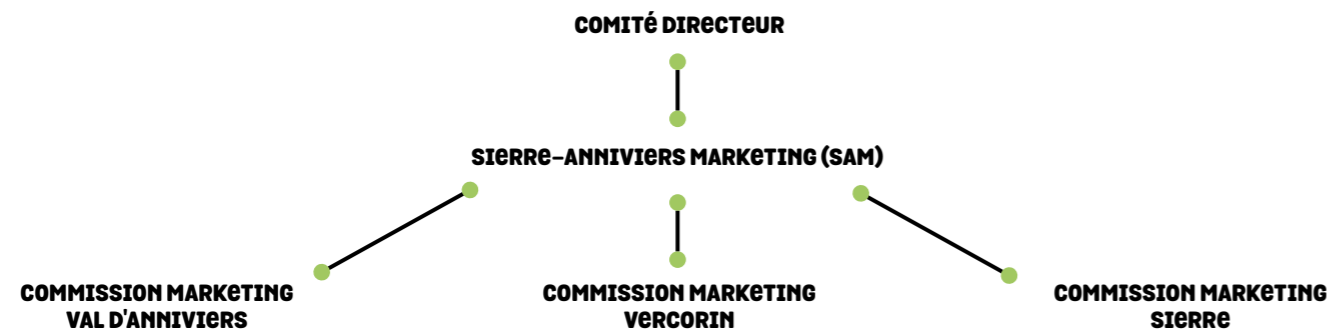 COMITÉ DIRECTEUR
SIERRE-ANNIVIERS MARKETING (SAM)
COMMISSION MARKETING
VAL D'ANNIVIERS
COMMISSION MARKETING
VERCORIN
COMMISSION MARKETING
SIERRE